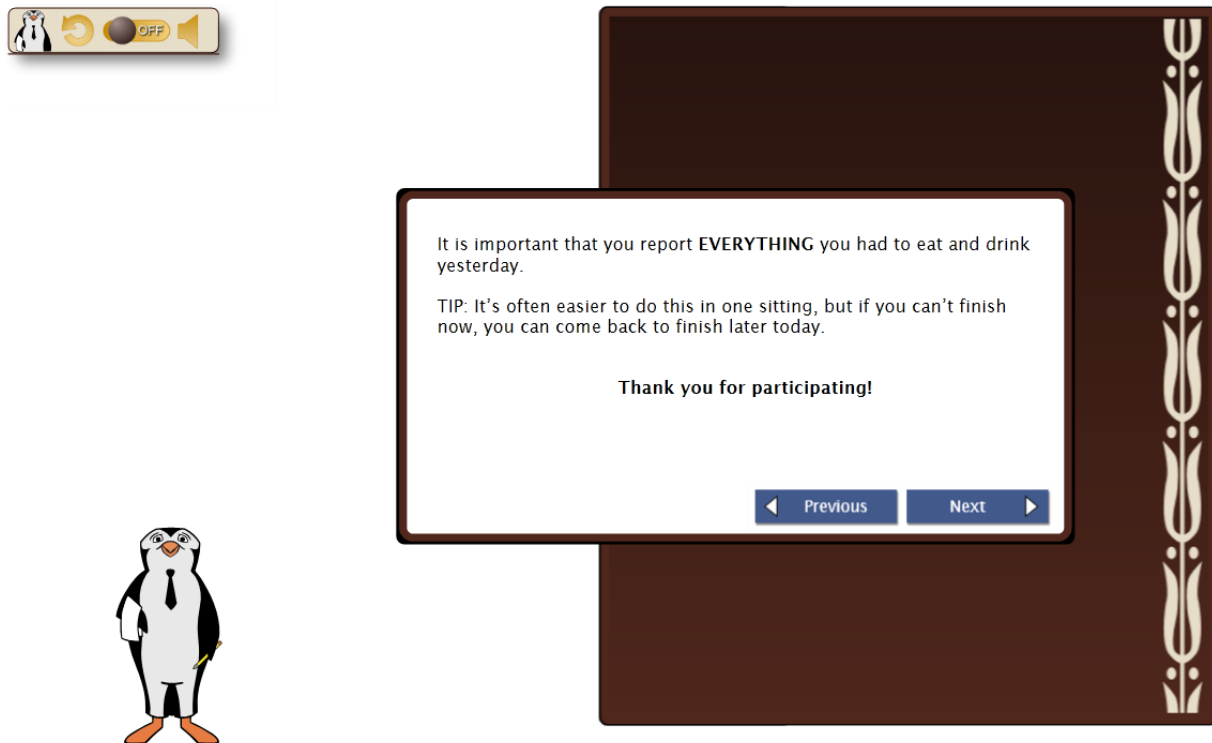 OFF
It is important that you report EVERYTHING you had to eat and drink
yesterday.
TIP: It’s often easier to do this in one sitting, but if you can’t finish
now, you can come back to finish later today.
Thank you for participating!
Previous
Next